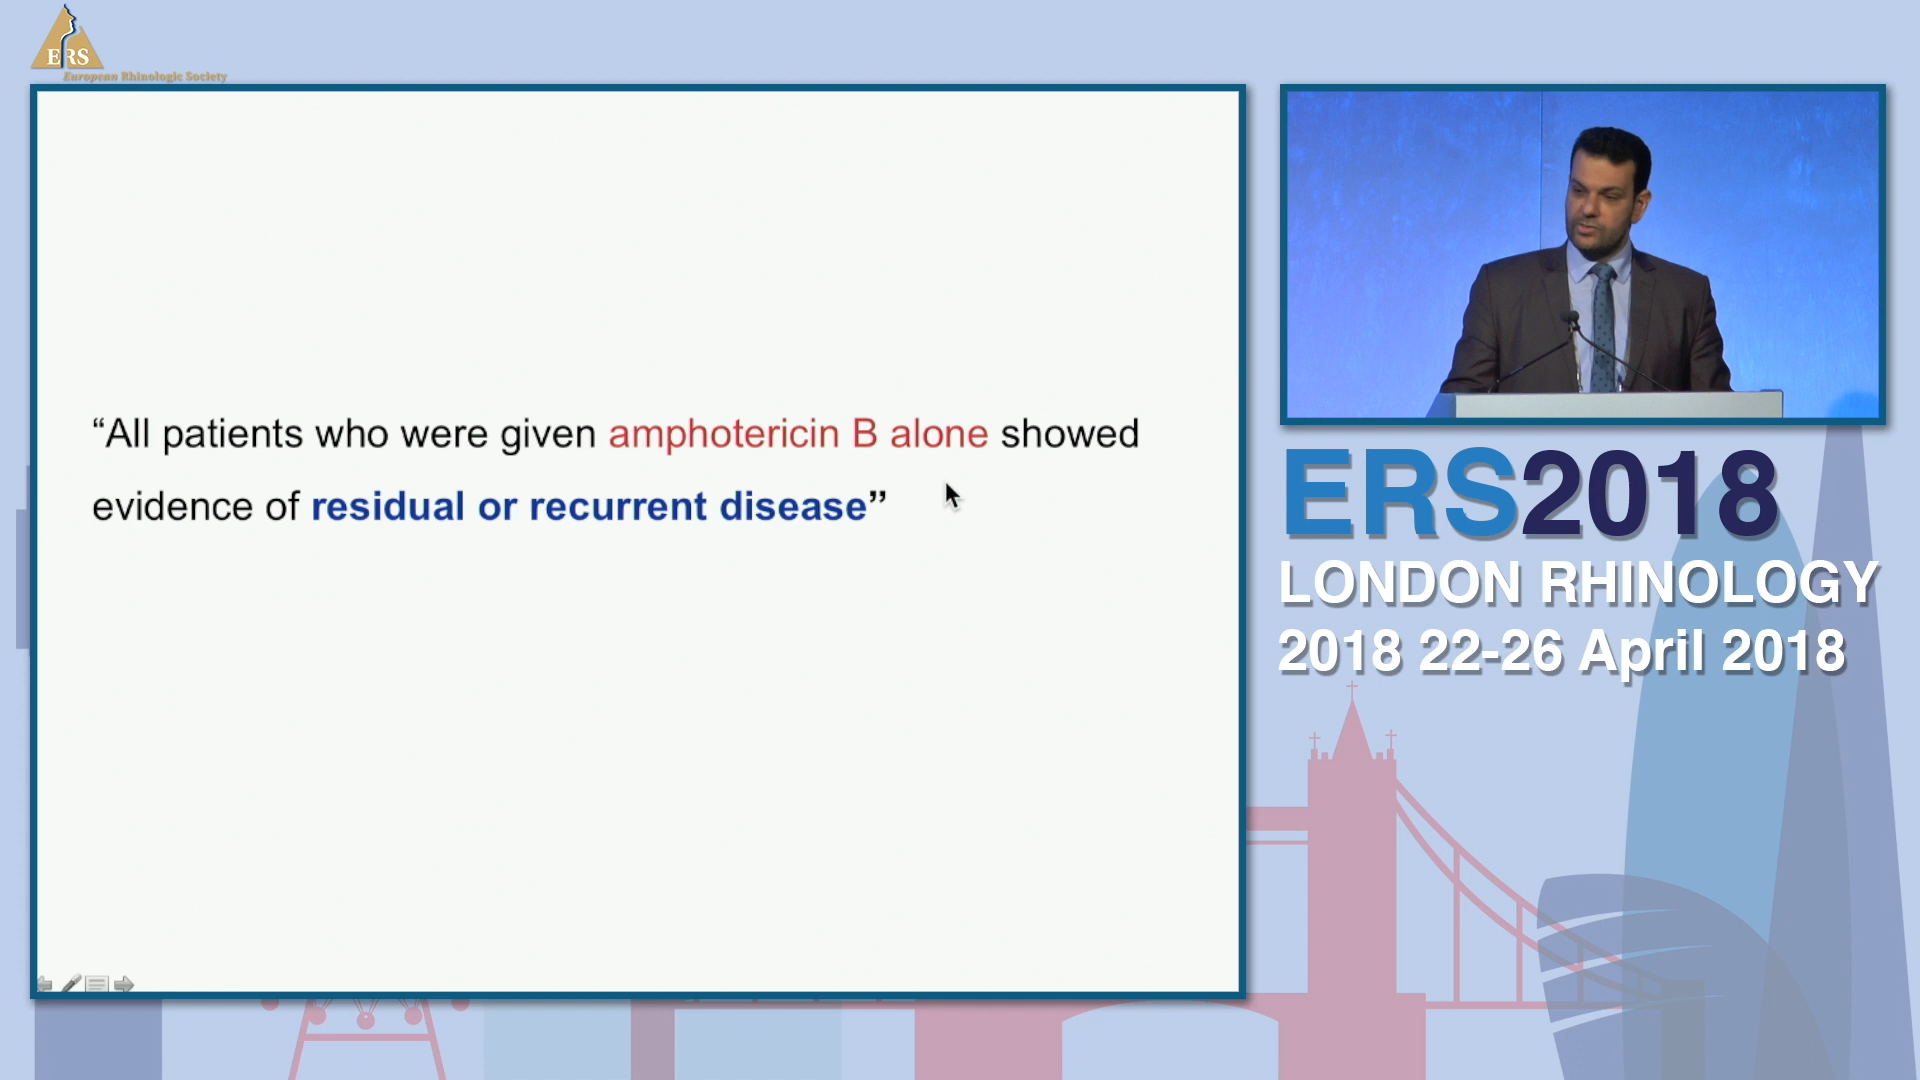 ERS
European Rhinologic Society
“All patients who were given amphotericin B alone showed
evidence of residual or recurrent disease”
ERS2018
LONDON RHINOLOGY
2018 22-26 April 2018